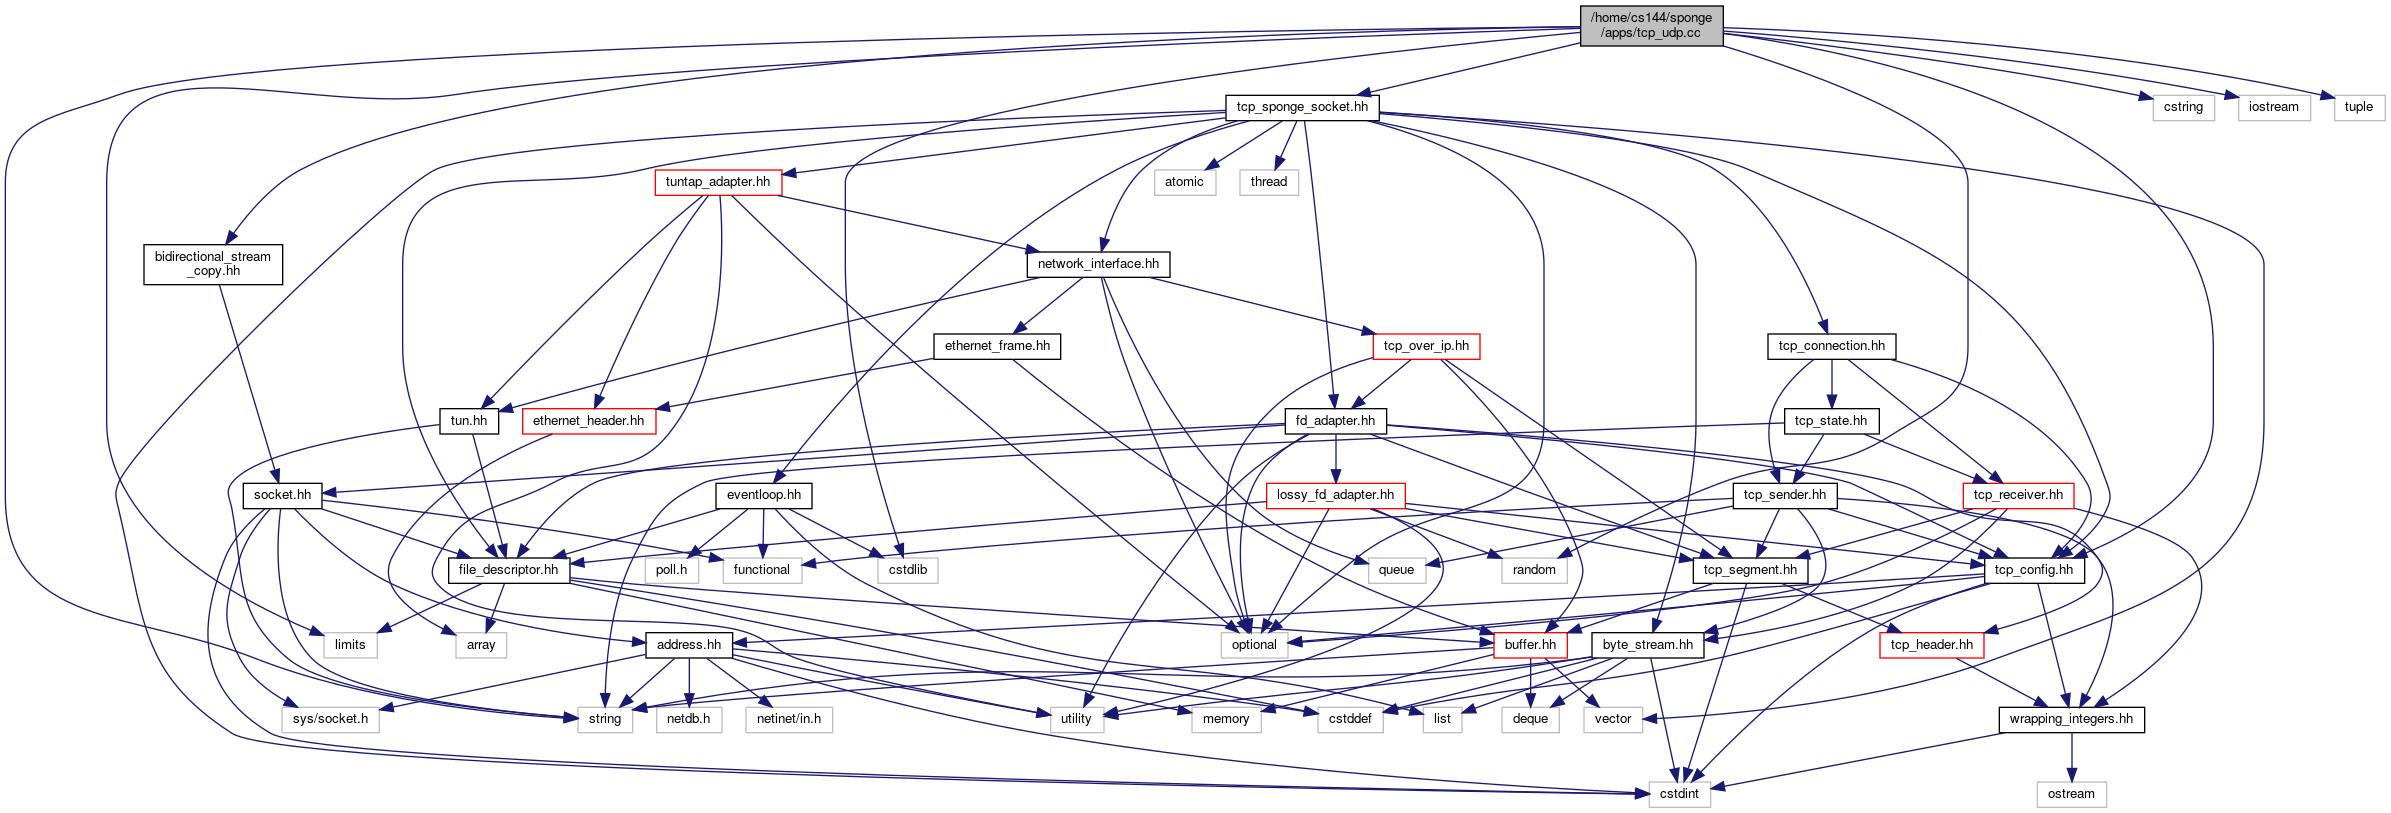 /home/cs144/sponge
/apps/tcp_udp.cc
tcp_sponge_socket.hh
cstring
iostream
tuple
tuntap_adapter.hh
atomic
thread
bidirectional_stream
_copy.hh
network_interface.hh
ethernet_frame.hh
tcp_over_ip.hh
tcp_connection.hh
tun.hh
ethernet_header.hh
fd_adapter.hh
tcp_state.hh
socket.hh
eventloop.hh
lossy_fd_adapter.hh
tcp_sender.hh
tcp_receiver.hh
file_descriptor.hh
poll.h
functional
cstdlib
queue
random
tcp_segment.hh
tcp_config.hh
limits
array
address.hh
optional
buffer.hh
byte_stream.hh
tcp_header.hh
sys/socket.h
string
netdb.h
netinet/in.h
utility
memory
cstddef
list
deque
vector
wrapping_integers.hh
cstdint
ostream